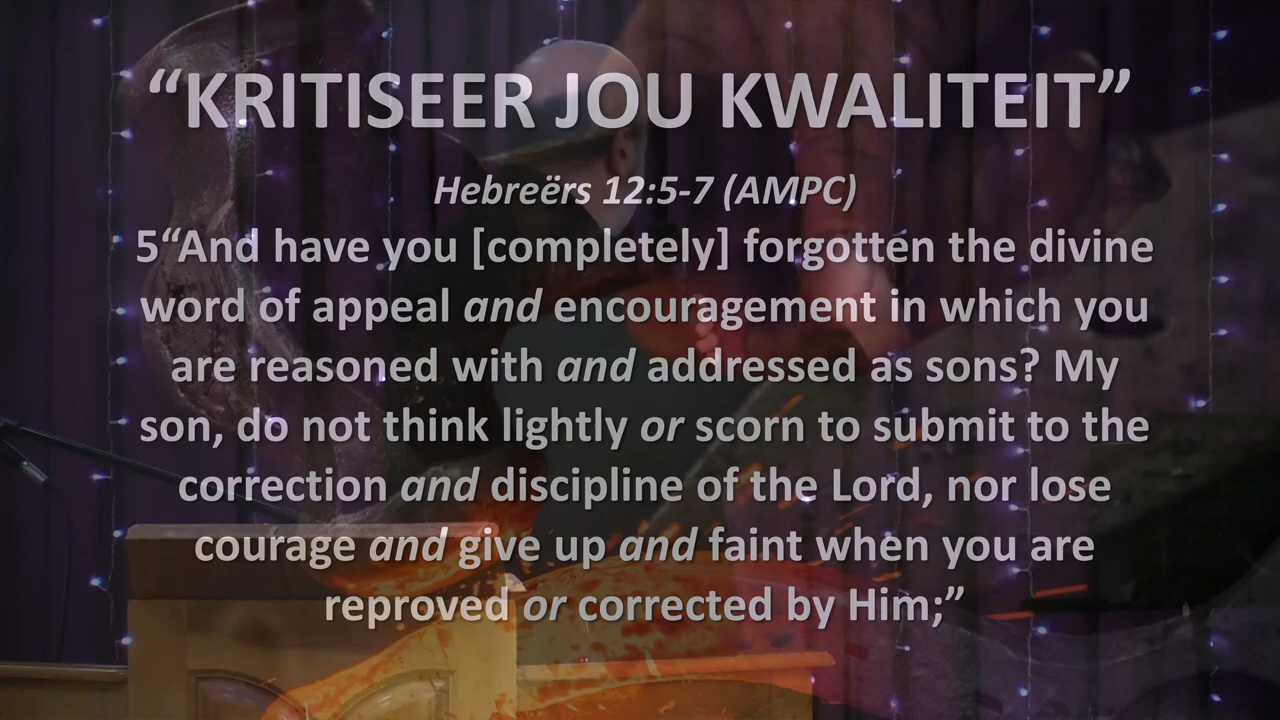 “KRITISEER JOU KWALITEIT”
Hebreërs 12:5-7 (AMPC)
5“And have you [completely] forgotten the divine
word of appeal and encouragement in which you
are reasoned with and addressed as sons? My
son, do not think lightly or scorn to submit to the
correction and discipline of the Lord, nor lose
courage and give up and faint when you are
reproved or corrected by Him;”